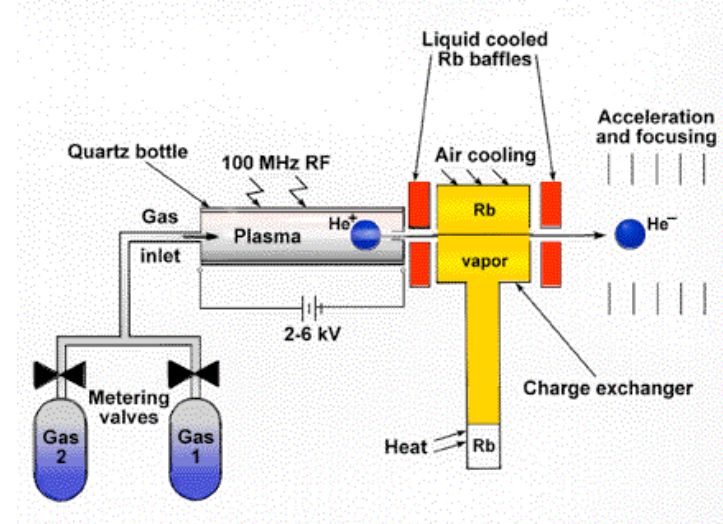 Liquid cooled
Rb baffles
Acceleration
and focusing
Quartz bottle
100 MHz RF
Air cooling
Gas
inlet
Plasma
He+
Rb
vapor
He−
2-6 kV
Charge exchanger
Metering
valves
Gas
2
Gas
1
Heat
Rb